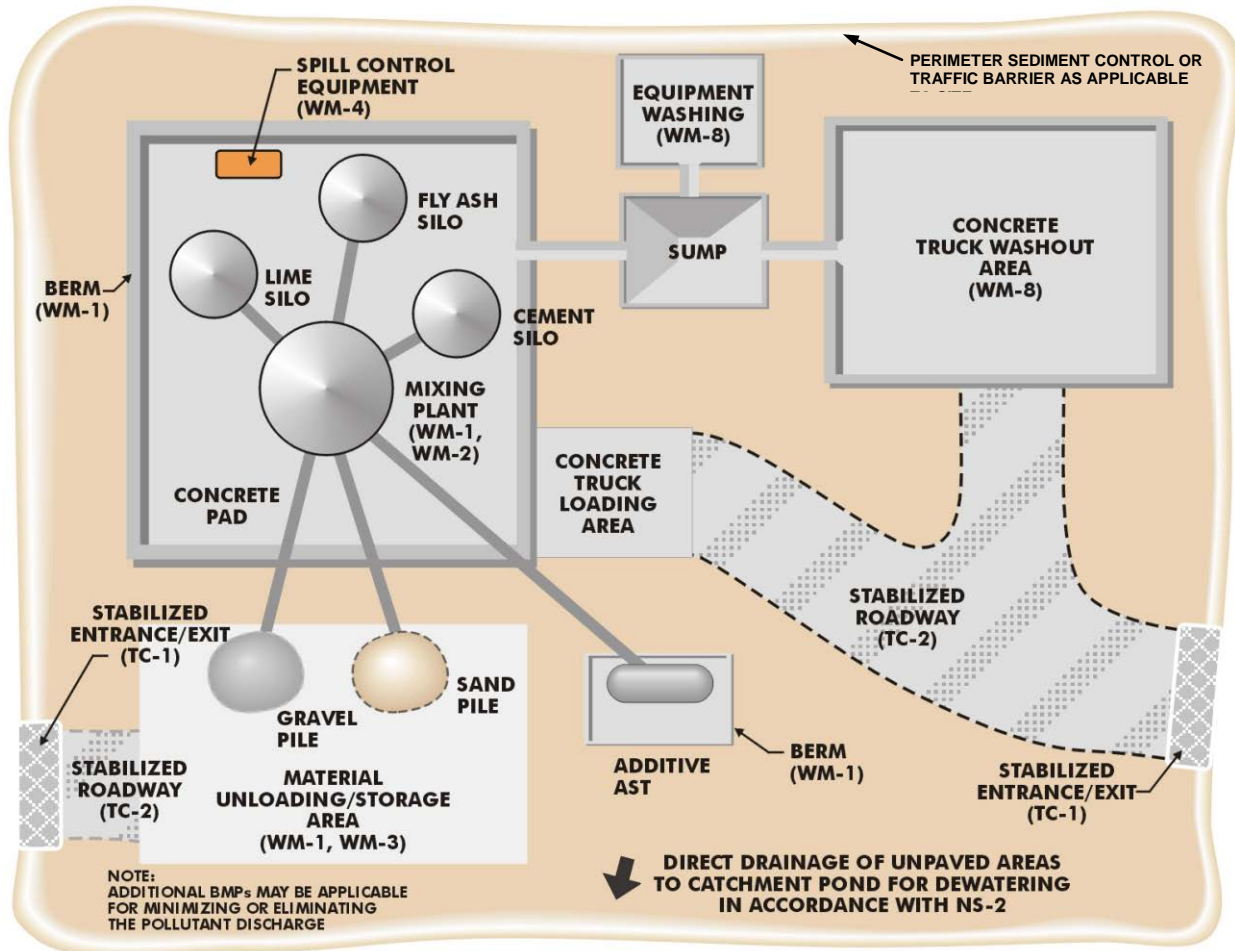 SPILL CONTROL
EQUIPMENT
(WM-4)
EQUIPMENT
WASHING
(WM-8)
PERIMETER SEDIMENT CONTROL OR
TRAFFIC BARRIER AS APPLICABLE
FLY ASH
SILO
SUMP
CONCRETE
TRUCK WASHOUT
AREA
(WM-8)
BERM
(WM-1)
LIME
SILO
CEMENT
SILO
MIXING
PLANT
(WM-1,
WM-2)
CONCRETE
PAD
CONCRETE
TRUCK
LOADING
AREA
STABILIZED
ROADWAY
(TC-2)
STABILIZED
ENTRANCE/EXIT
(TC-1)
GRAVEL
PILE
SAND
PILE
STABILIZED
ROADWAY
(TC-2)
MATERIAL
UNLOADING/STORAGE
AREA
(WM-1, WM-3)
ADDITIVE
AST
BERM
(WM-1)
STABILIZED
ENTRANCE/EXIT
(TC-1)
NOTE:
ADDITIONAL BMPs MAY BE APPLICABLE
FOR MINIMIZING OR ELIMINATING
THE POLLUTANT DISCHARGE
DIRECT DRAINAGE OF UNPAVED AREAS
TO CATCHMENT POND FOR DEWATERING
IN ACCORDANCE WITH NS-2